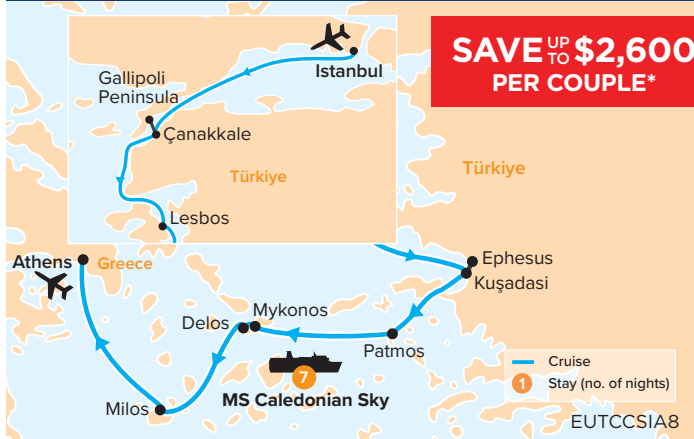 SAVE UP TO $2,600
PER COUPLE*
Istanbul
Gallipoli
Peninsula
Çanakkale
Türkiye
Türkiye
Lesbos
Ephesus
Kuşadasi
Athens
Greece
Mykonos
Delos
Patmos
7
MS Caledonian Sky
Milos
Cruise
1 Stay (no. of nights)
EUTCCSIA8